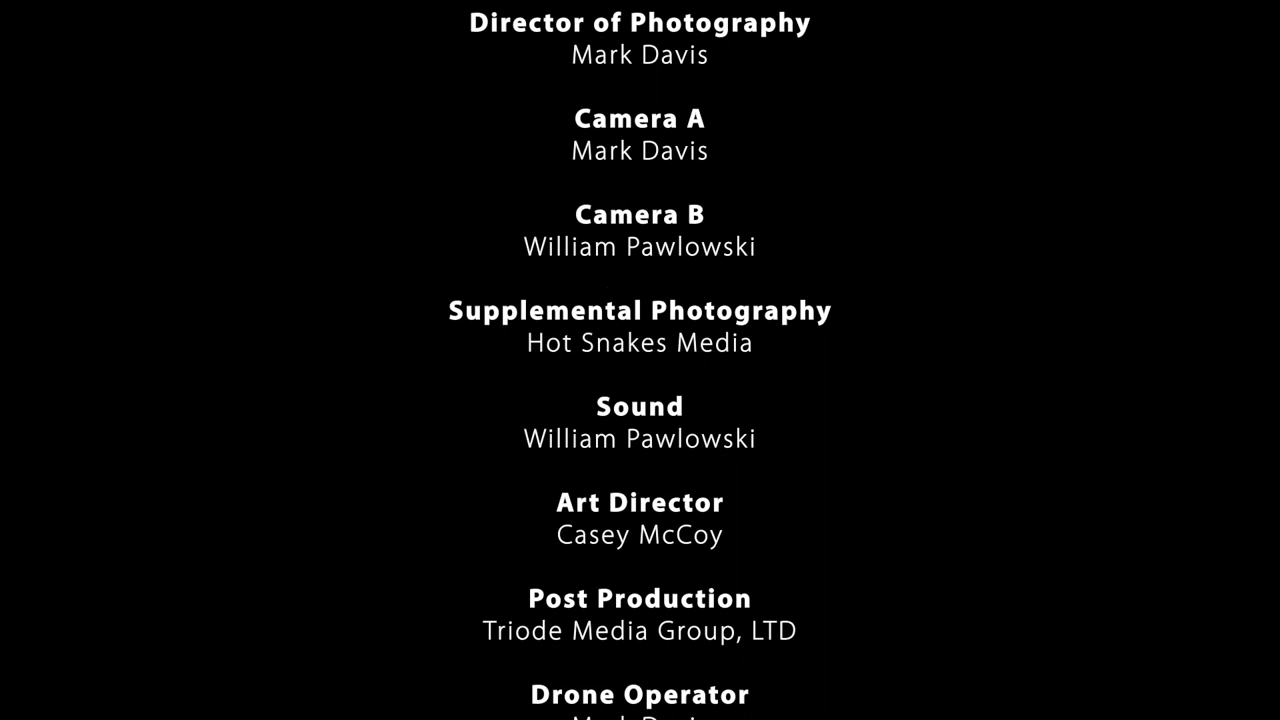 Director of Photography
Mark Davis
Camera A
Mark Davis
Camera B
William Pawlowski
Supplemental Photography
Hot Snakes Media
Sound
William Pawlowski
Art Director
Casey McCoy
Post Production
Triode Media Group, LTD
Drone Operator